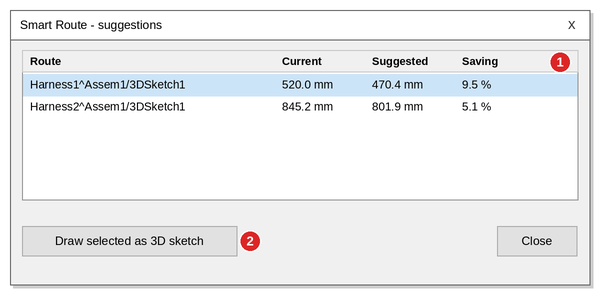 Smart Route - suggestions X
Route Current Suggested Saving 1
Harness1^Assem1/3DSketch1 520.0 mm 470.4 mm 9.5 %
Harness2^Assem1/3DSketch1 845.2 mm 801.9 mm 5.1 %
Draw selected as 3D sketch 2 Close